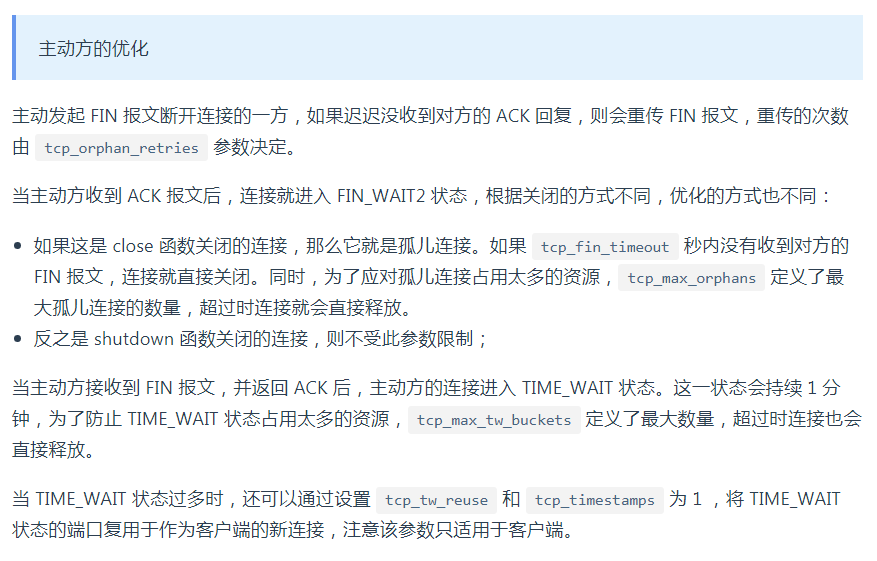 主动方的优化
主动发起 FIN 报文断开连接的一方，如果迟迟没收到对方的 ACK 回复，则会重传 FIN 报文，重传的次数
由 tcp_orphan_retries 参数决定。
当主动方收到 ACK 报文后，连接就进入 FIN_WAIT2 状态，根据关闭的方式不同，优化的方式也不同：
• 如果这是 close 函数关闭的连接，那么它就是孤儿连接。如果 tcp_fin_timeout 秒内没有收到对方的
FIN 报文，连接就直接关闭。同时，为了应对孤儿连接占用太多的资源，tcp_max_orphans 定义了最
大孤儿连接的数量，超过时连接就会直接释放。
• 反之是 shutdown 函数关闭的连接，则不受此参数限制；
当主动方接收到 FIN 报文，并返回 ACK 后，主动方的连接进入 TIME_WAIT 状态。这一状态会持续 1 分
钟，为了防止 TIME_WAIT 状态占用太多的资源，tcp_max_tw_buckets 定义了最大数量，超过时连接也会
直接释放。
当 TIME_WAIT 状态过多时，还可以通过设置 tcp_tw_reuse 和 tcp_timestamps 为 1 ，将 TIME_WAIT
状态的端口复用于作为客户端的新连接，注意该参数只适用于客户端。